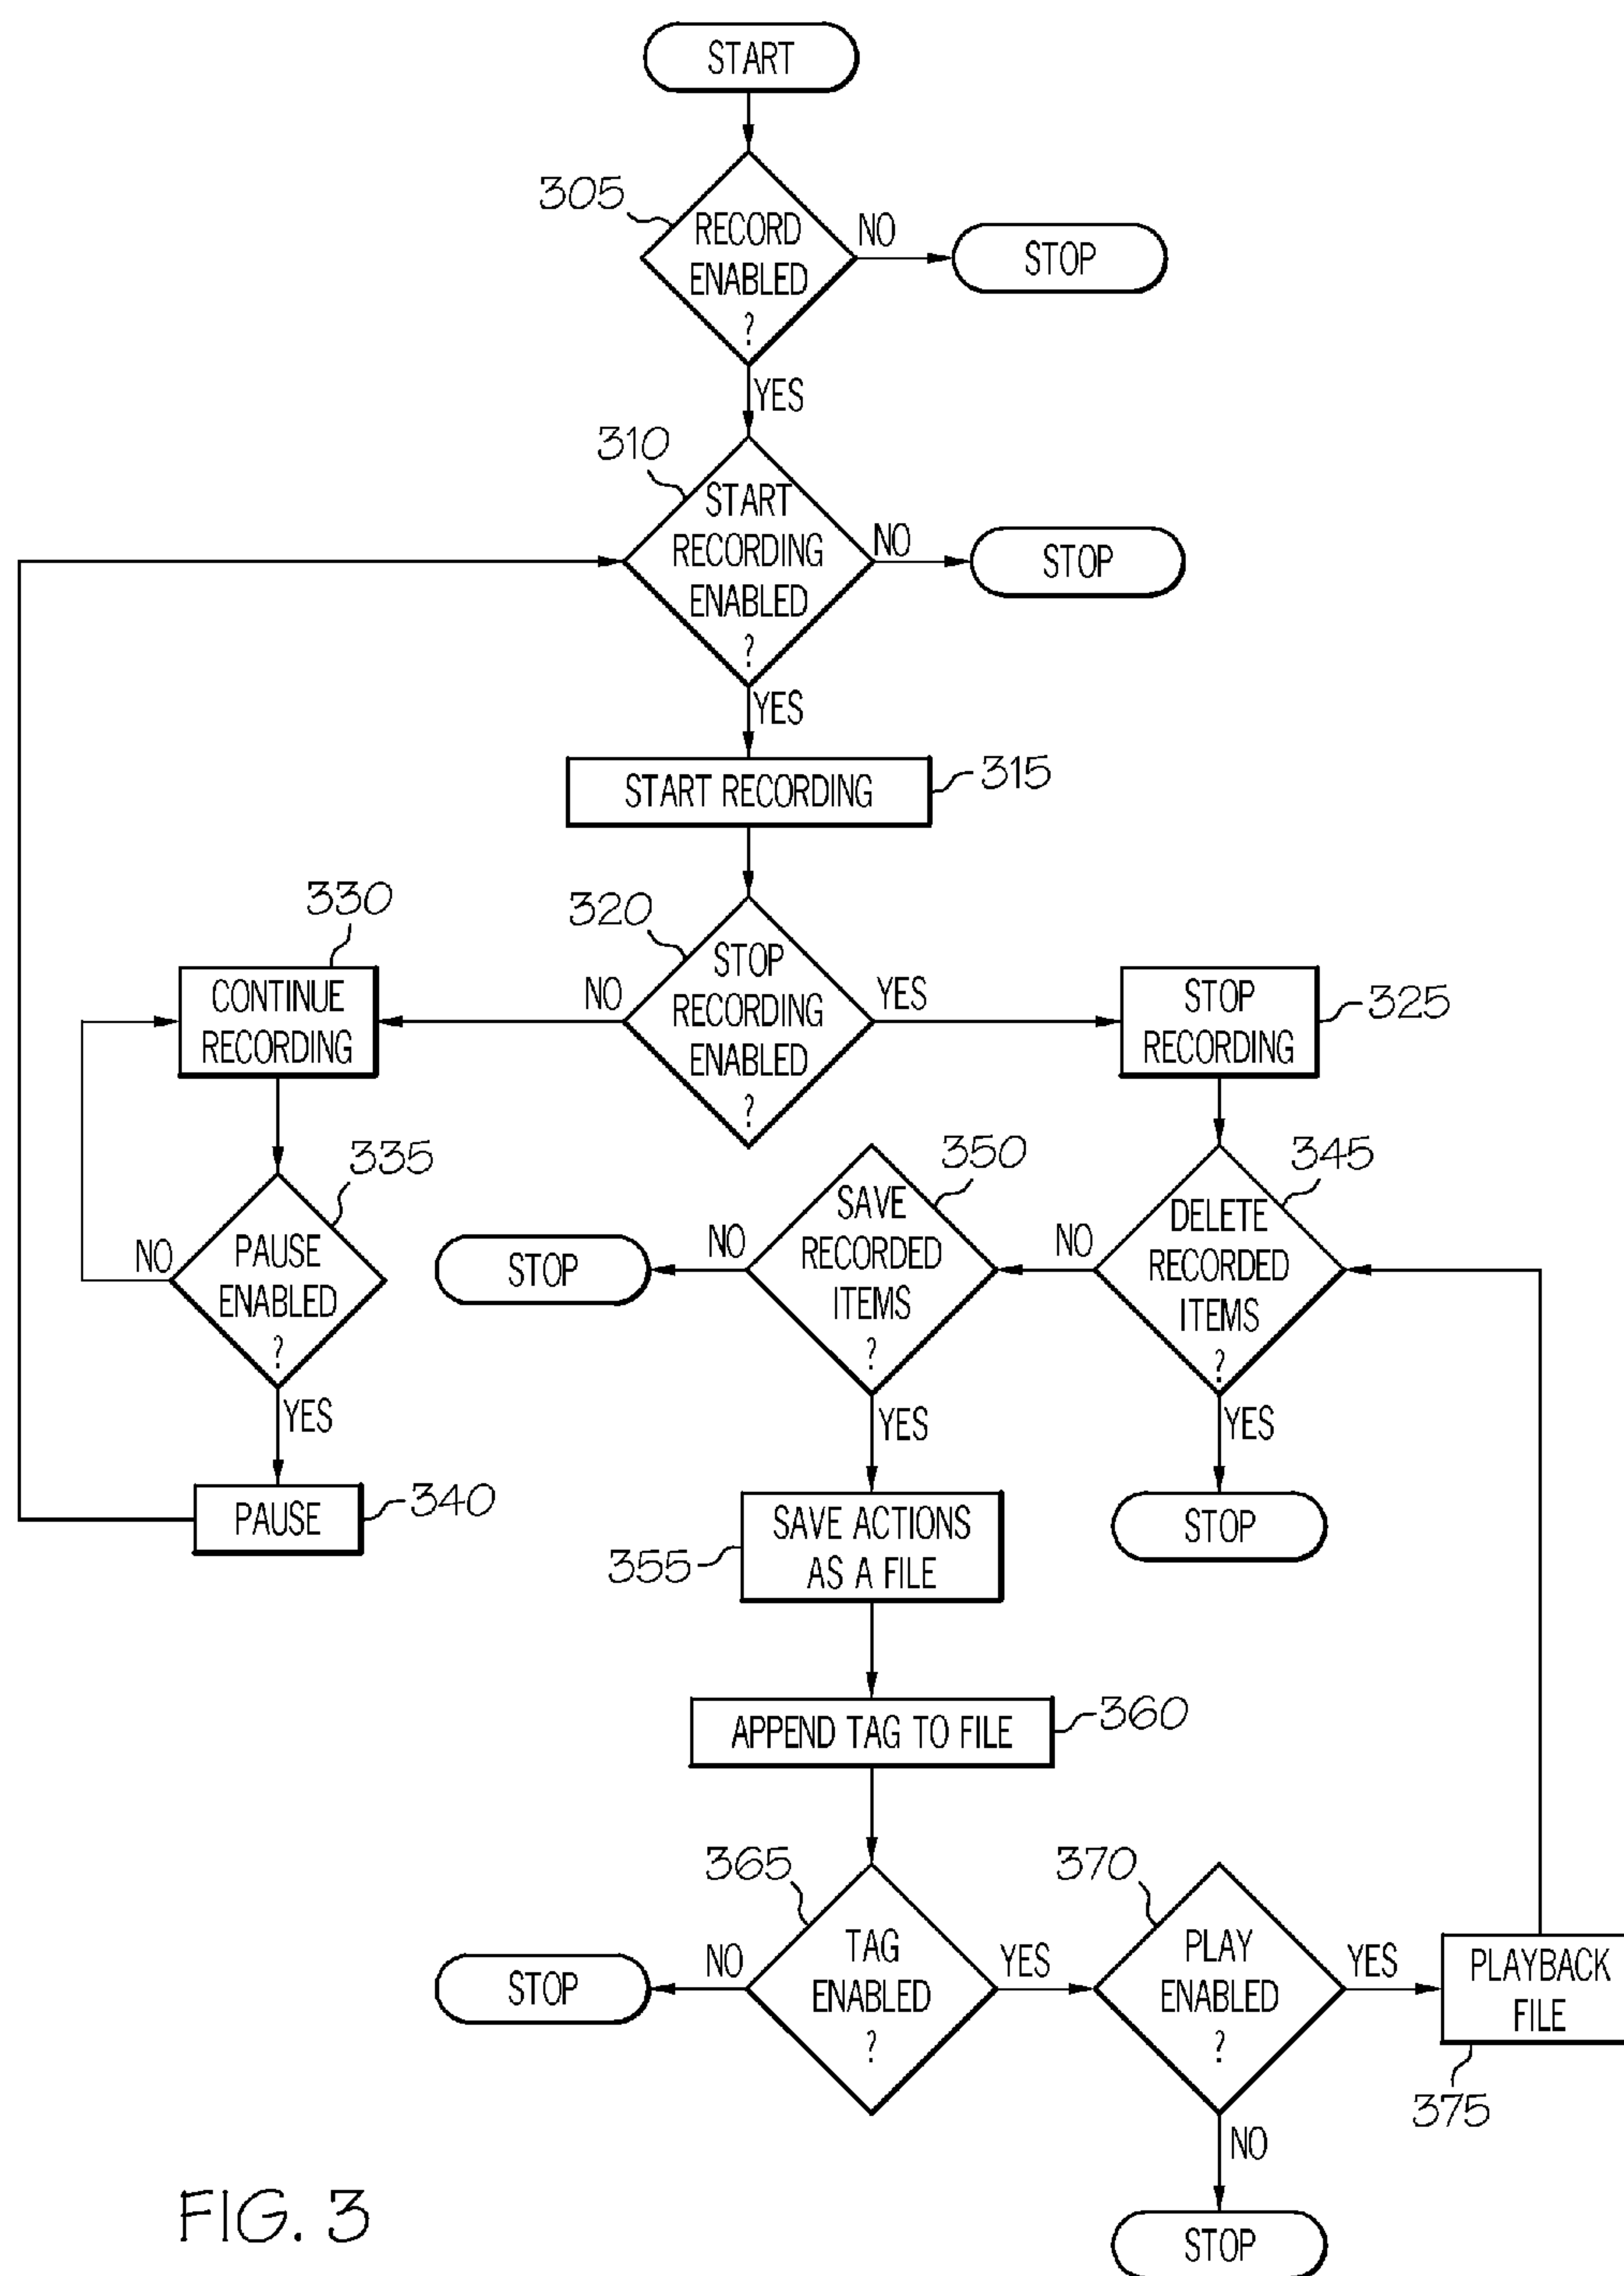 START
305
RECORD
ENABLED
?
NO
STOP
YES
310
START
RECORDING
ENABLED
?
NO
STOP
YES
START RECORDING
315
330
CONTINUE
RECORDING
320
STOP
RECORDING
ENABLED
?
NO
YES
STOP
RECORDING
325
335
PAUSE
ENABLED
?
NO
YES
PAUSE
340
350
SAVE
RECORDED
ITEMS
?
NO
STOP
YES
345
DELETE
RECORDED
ITEMS
?
NO
YES
STOP
SAVE ACTIONS
AS A FILE
355
APPEND TAG TO FILE
360
365
TAG
ENABLED
?
NO
STOP
YES
370
PLAY
ENABLED
?
YES
PLAYBACK
FILE
375
NO
STOP
FIG. 3